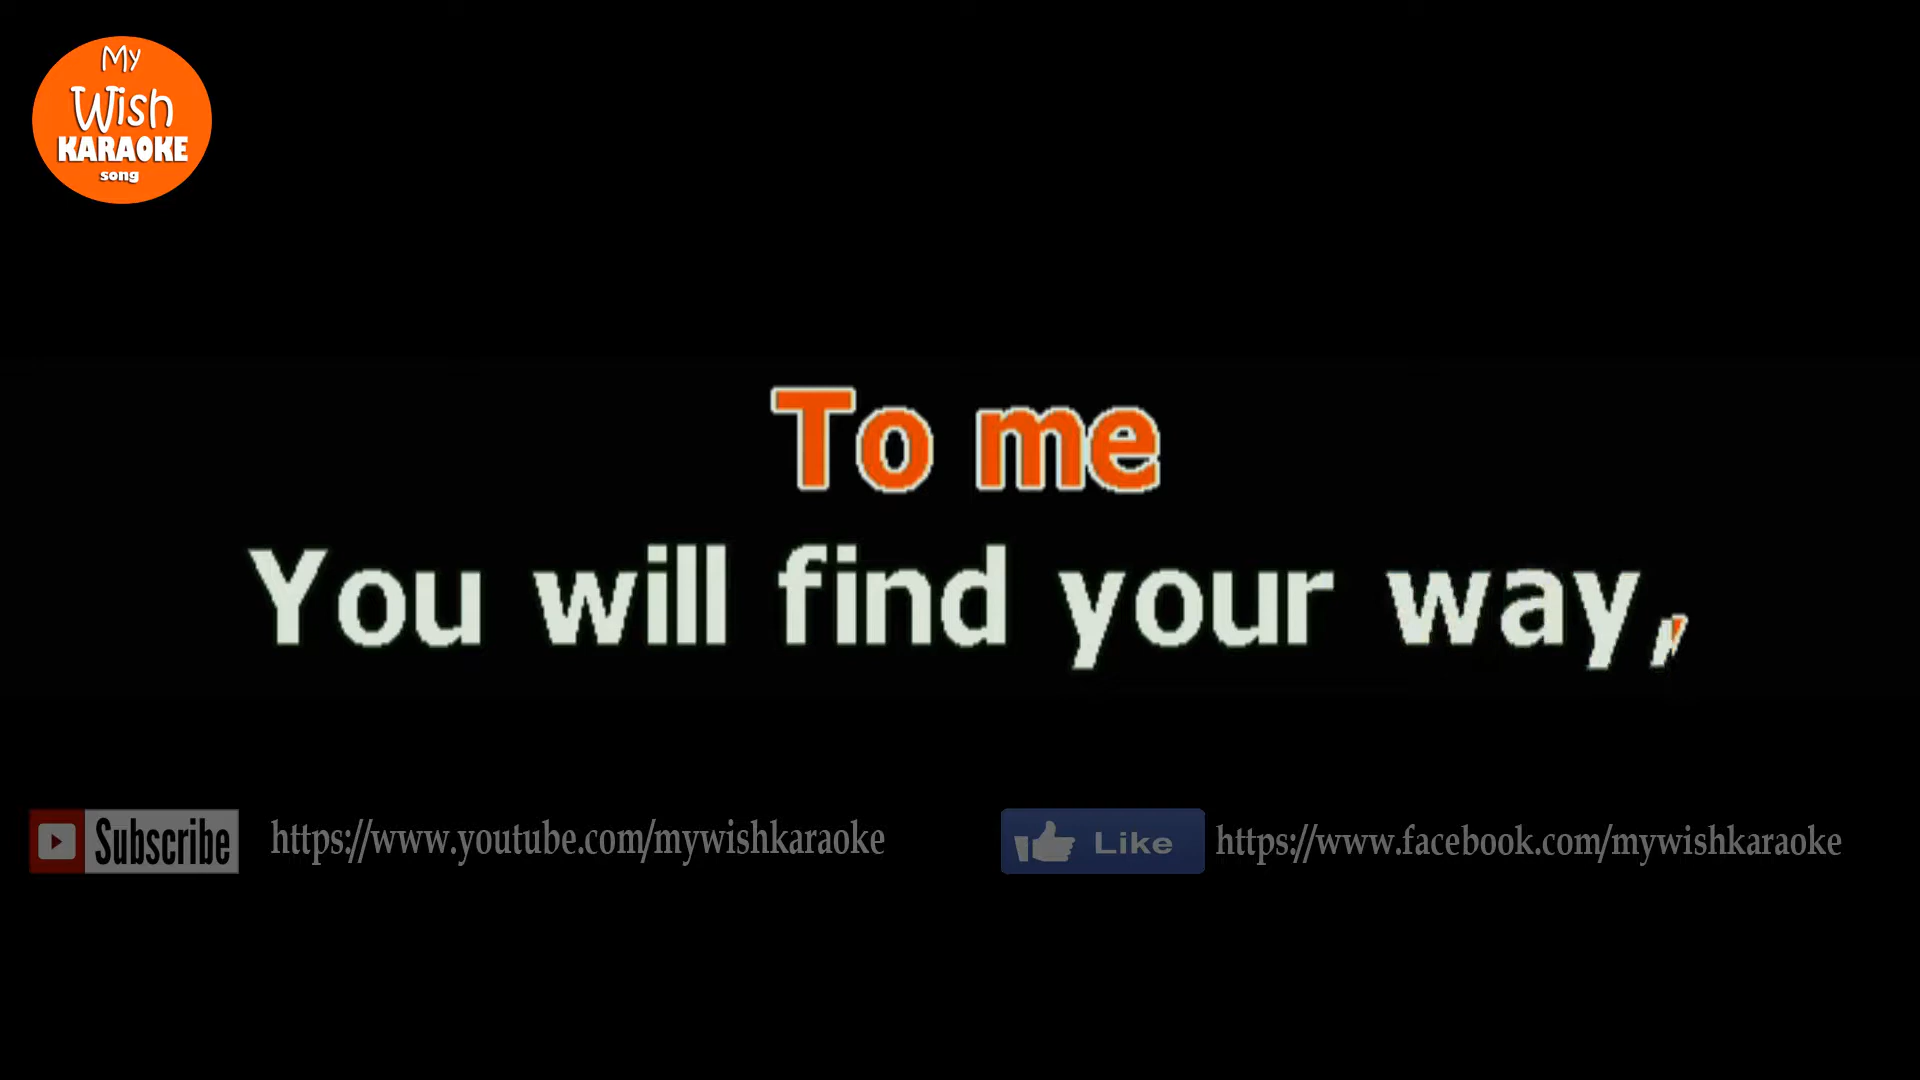 My
Wish
KARAOKE
song
To me
You will find your way,
Subscribe https://www.youtube.com/mywishkaraoke
Like https://www.facebook.com/mywishkaraoke